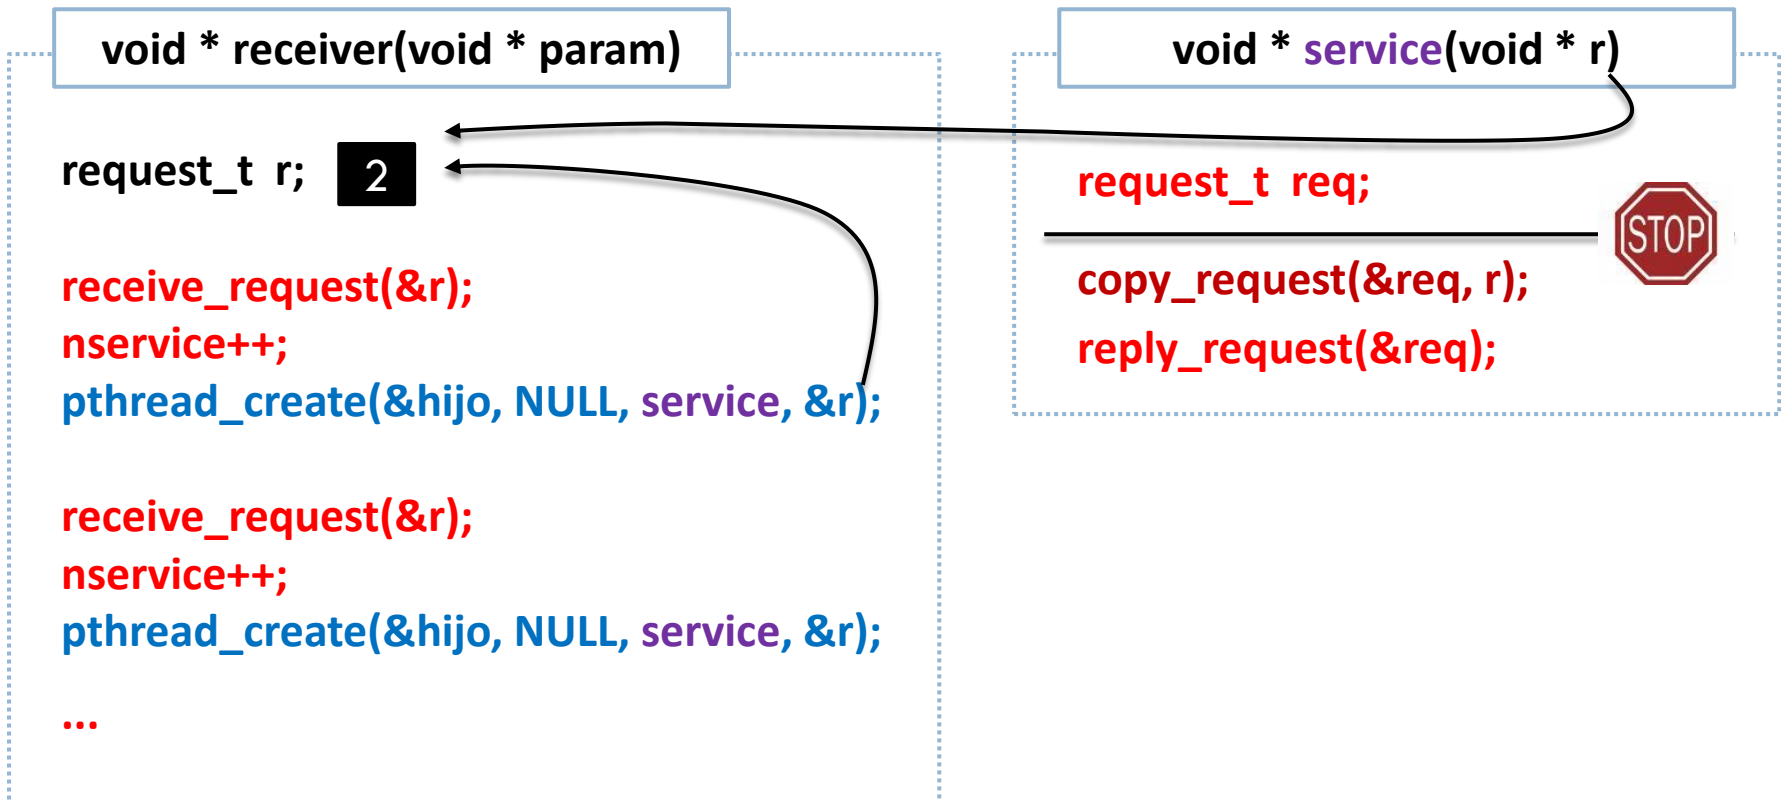 void * receiver(void * param)
request_t r; 2
receive_request(&r);
nservice++;
pthread_create(&hijo, NULL, service, &r);
receive_request(&r);
nservice++;
pthread_create(&hijo, NULL, service, &r);
...
void * service(void * r)
request_t req;
STOP
copy_request(&req, r);
reply_request(&req);